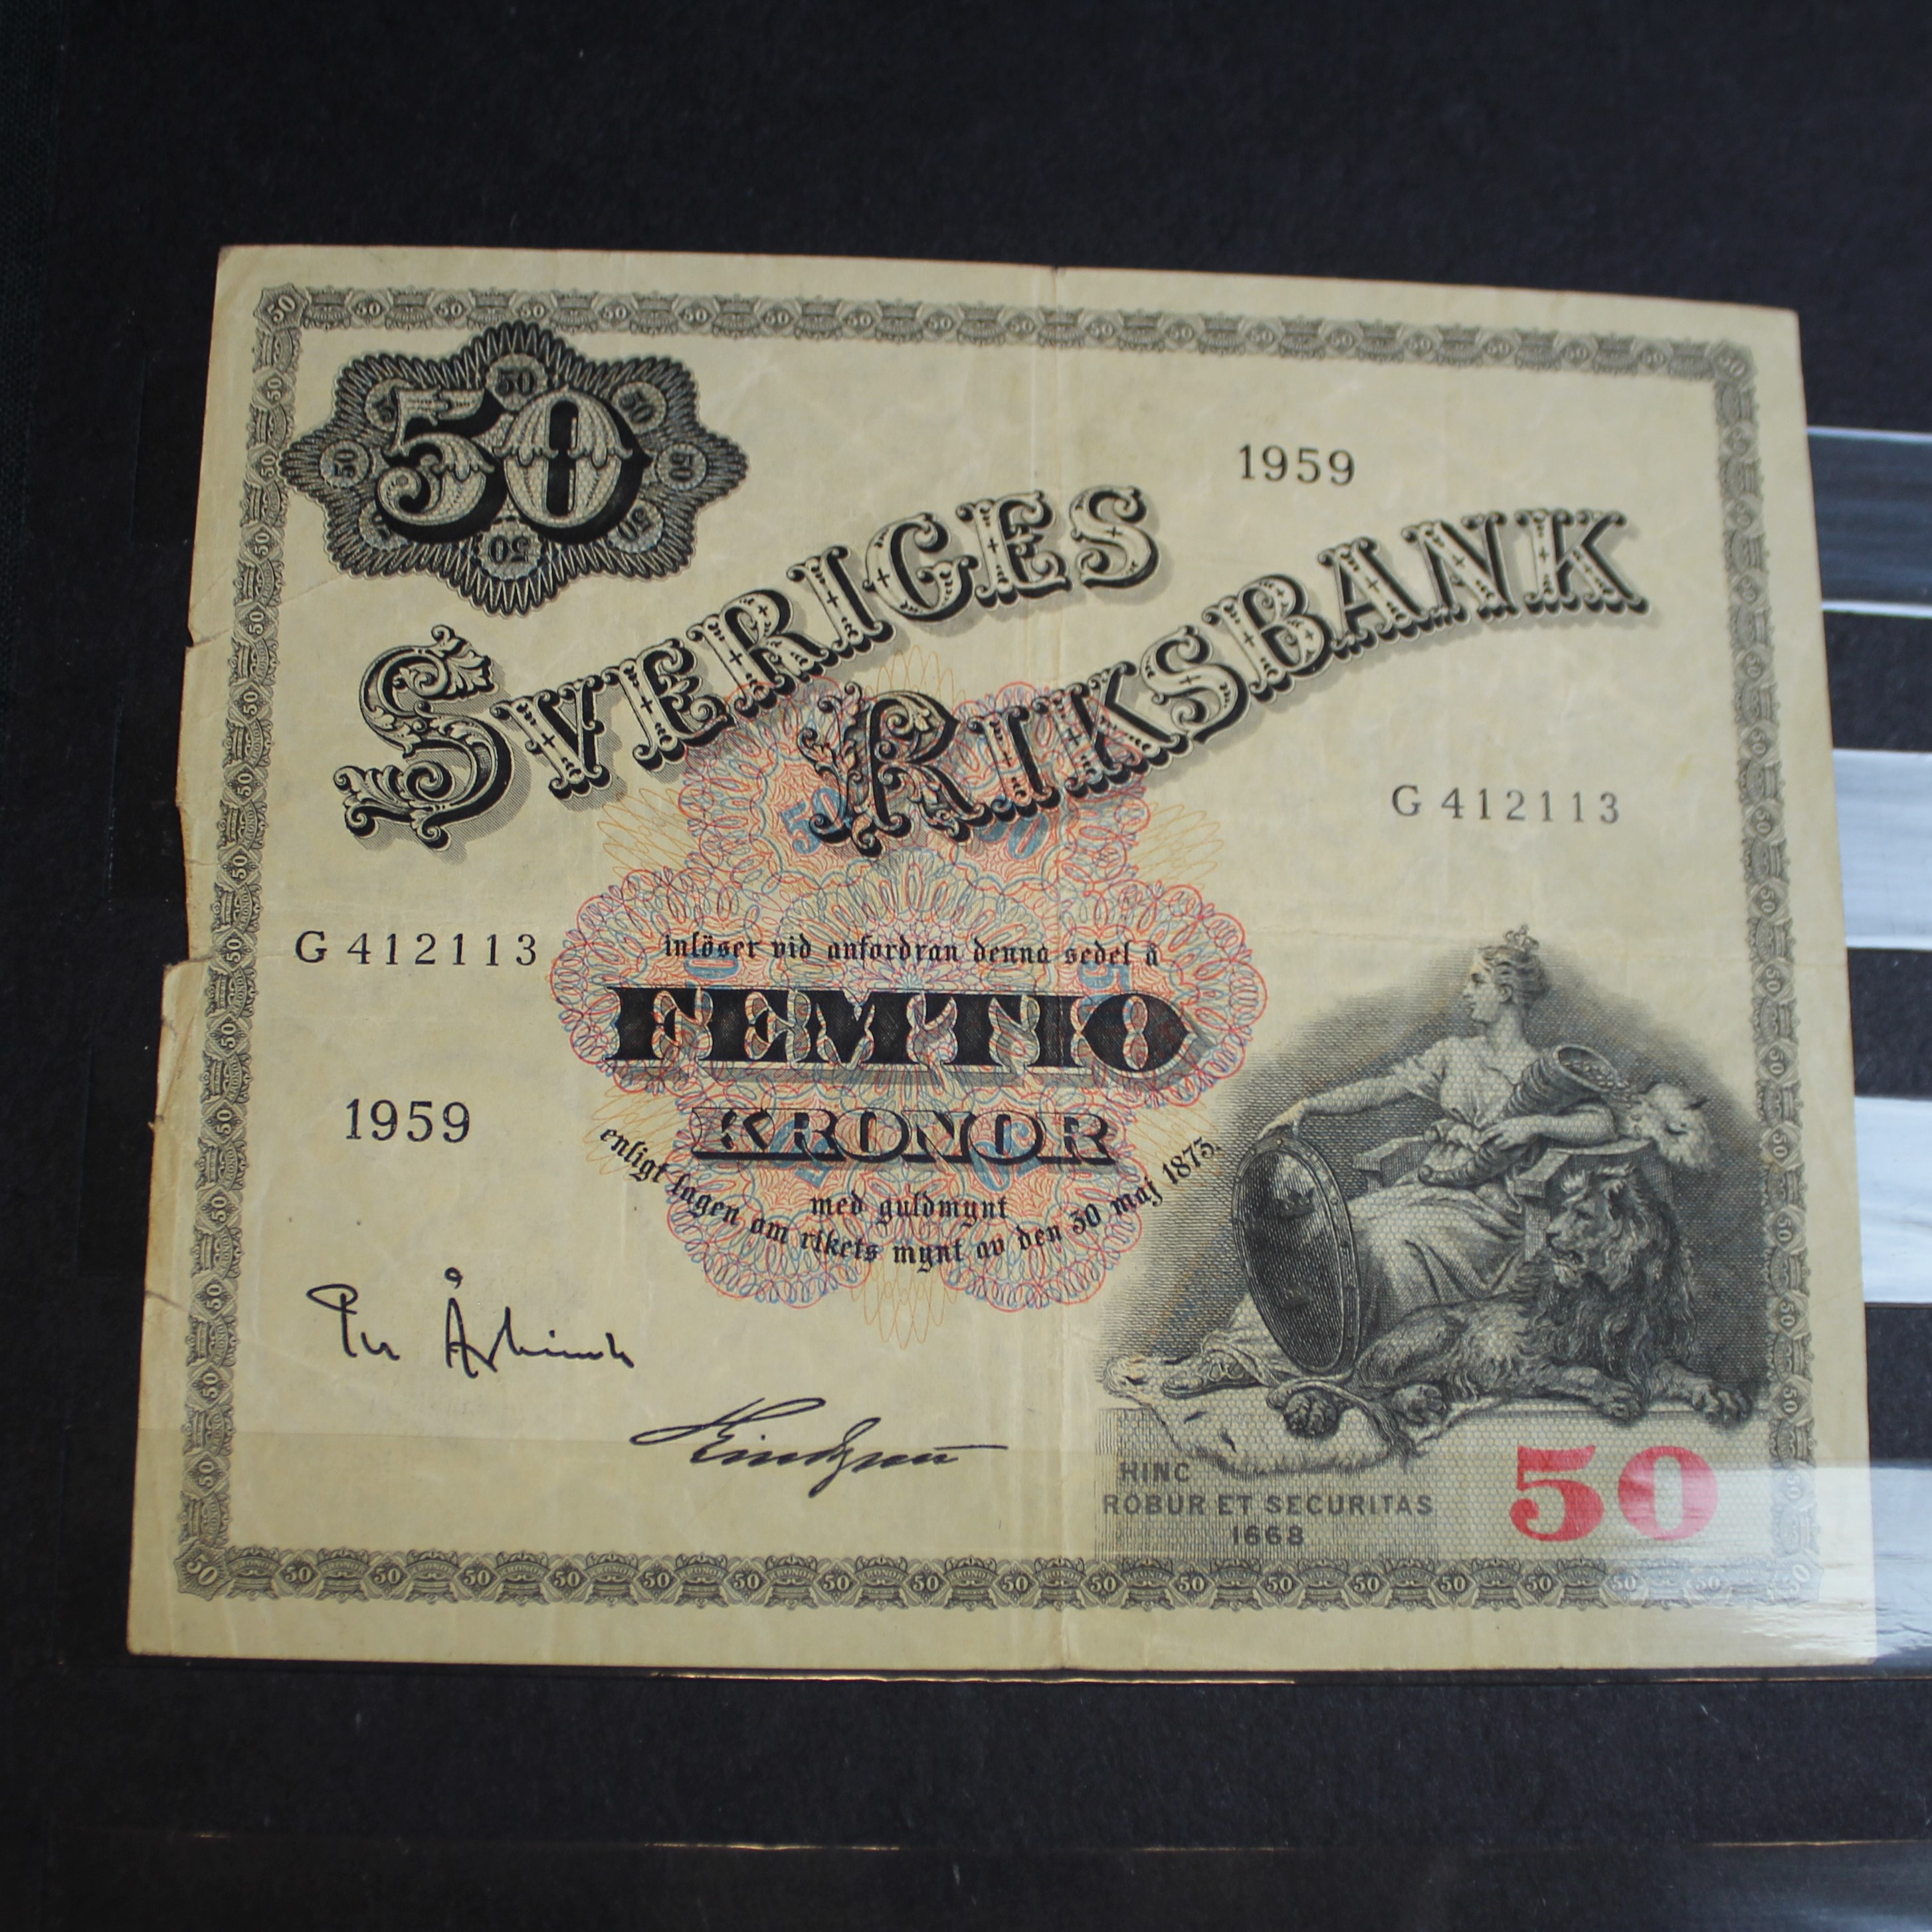 50
1959
SVERIGES
RIKSBANK
G 412113
G 412113
inlöser vid anfordran denna sedel å
FEMTIO
KRONOR
1959
med guldmynt
enligt lagen om rikets mynt av den 30 maj 1873.
HINC
ROBUR ET SECURITAS
1668
50